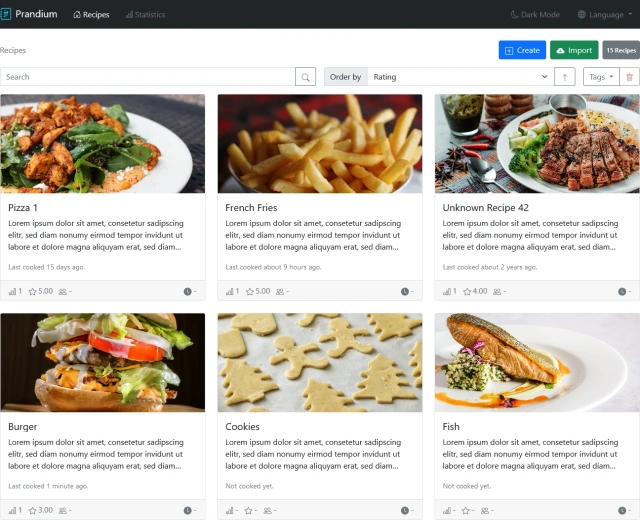 Prandium Recipes Statistics Dark Mode Language
Recipes Create Import 15 Recipes
Search Order by Rating Tags
Pizza 1
Lorem ipsum dolor sit amet, consetetur sadipscing
elitr, sed diam nonumy eirmod tempor invidunt ut
labore et dolore magna aliquyam erat, sed diam...
Last cooked 15 days ago.
1 5.00 - -
French Fries
Lorem ipsum dolor sit amet, consetetur sadipscing
elitr, sed diam nonumy eirmod tempor invidunt ut
labore et dolore magna aliquyam erat, sed diam...
Last cooked about 9 hours ago.
1 5.00 - -
Unknown Recipe 42
Lorem ipsum dolor sit amet, consetetur sadipscing
elitr, sed diam nonumy eirmod tempor invidunt ut
labore et dolore magna aliquyam erat, sed diam...
Last cooked about 2 years ago.
1 4.00 - -
Burger
Lorem ipsum dolor sit amet, consetetur sadipscing
elitr, sed diam nonumy eirmod tempor invidunt ut
labore et dolore magna aliquyam erat, sed diam...
Last cooked 1 minute ago.
1 3.00 - -
Cookies
Lorem ipsum dolor sit amet, consetetur sadipscing
elitr, sed diam nonumy eirmod tempor invidunt ut
labore et dolore magna aliquyam erat, sed diam...
Not cooked yet.
- - - -
Fish
Lorem ipsum dolor sit amet, consetetur sadipscing
elitr, sed diam nonumy eirmod tempor invidunt ut
labore et dolore magna aliquyam erat, sed diam...
Not cooked yet.
- - - -